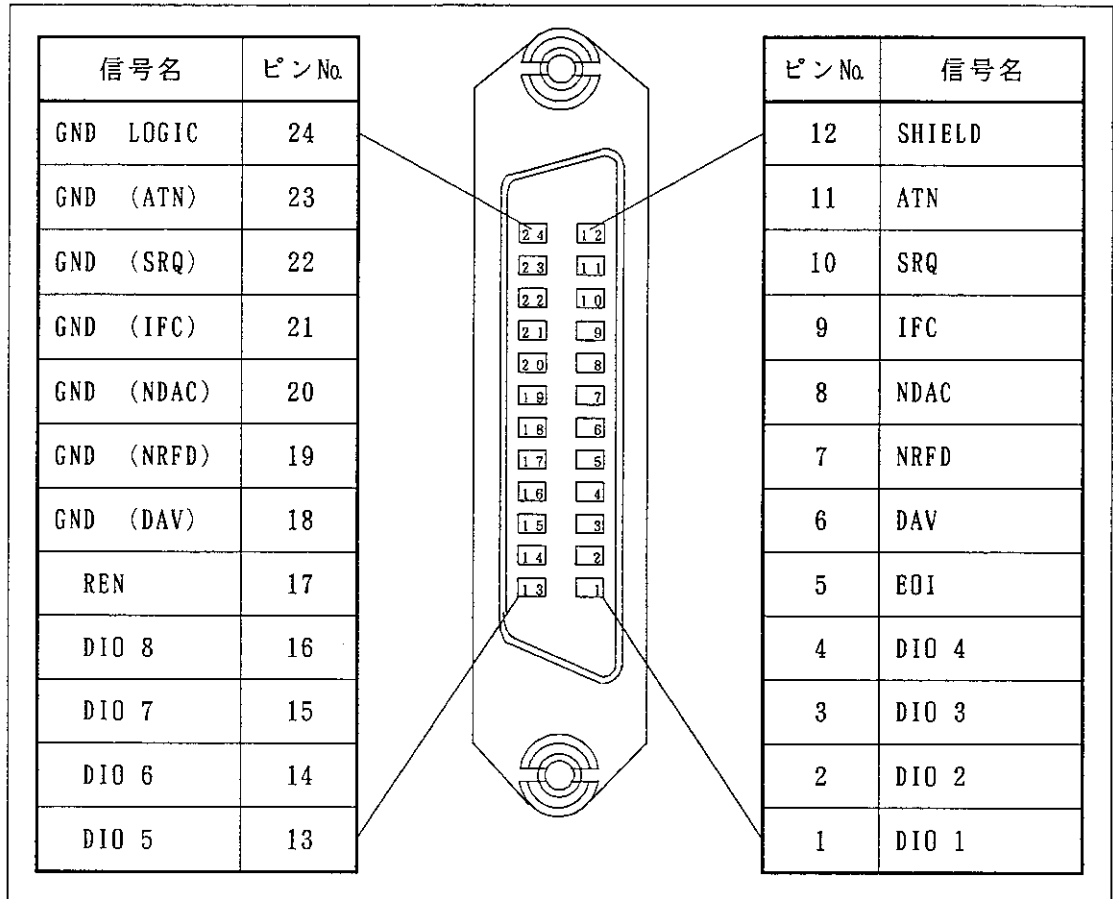 信号名 ピンNo.
GND LOGIC 24
GND (ATN) 23
GND (SRQ) 22
GND (IFC) 21
GND (NDAC) 20
GND (NRFD) 19
GND (DAV) 18
REN 17
DIO 8 16
DIO 7 15
DIO 6 14
DIO 5 13
24 12
23 11
22 10
21 9
20 8
19 7
18 6
17 5
16 4
15 3
14 2
13 1
ピンNo. 信号名
12 SHIELD
11 ATN
10 SRQ
9 IFC
8 NDAC
7 NRFD
6 DAV
5 EOI
4 DIO 4
3 DIO 3
2 DIO 2
1 DIO 1